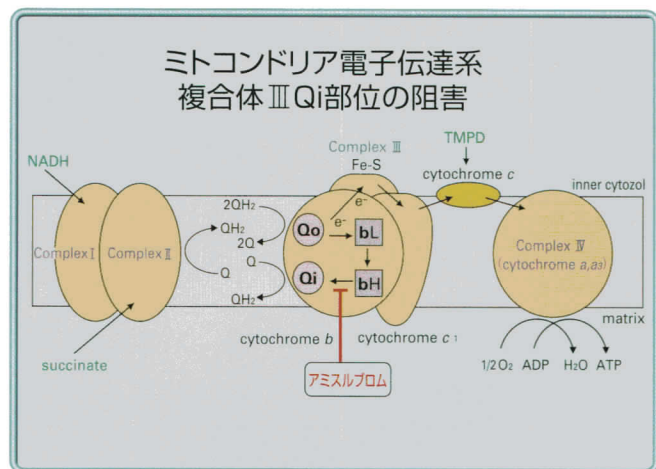 ミトコンドリア電子伝達系
複合体ⅢQi部位の阻害
NADH
Complex Ⅰ
Complex Ⅱ
succinate
2QH₂
QH₂
2Q
Q
Q
QH₂
Complex Ⅲ
Fe-S
e⁻
e⁻
Qo
bL
Qi
bH
cytochrome b
cytochrome c₁
アミスルブロム
TMPD
cytochrome c
inner cytozol
Complex Ⅳ
(cytochrome a,a₃)
matrix
1/2O₂ ADP H₂O ATP